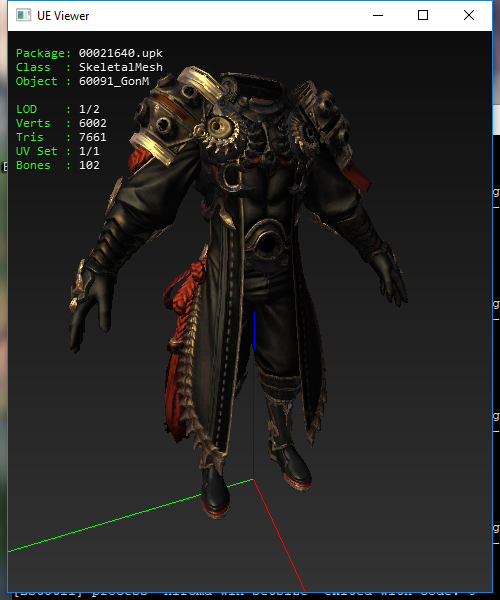 UE Viewer
Package: 00021640.upk
Class : SkeletalMesh
Object : 60091_GonM
LOD : 1/2
Verts : 6002
Tris : 7661
UV Set : 1/1
Bones : 102